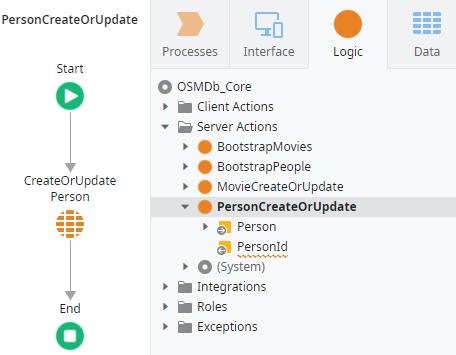 PersonCreateOrUpdate
Start
CreateOrUpdate
Person
End
Processes
Interface
Logic
Data
OSMDb_Core
Client Actions
Server Actions
BootstrapMovies
BootstrapPeople
MovieCreateOrUpdate
PersonCreateOrUpdate
Person
PersonId
(System)
Integrations
Roles
Exceptions